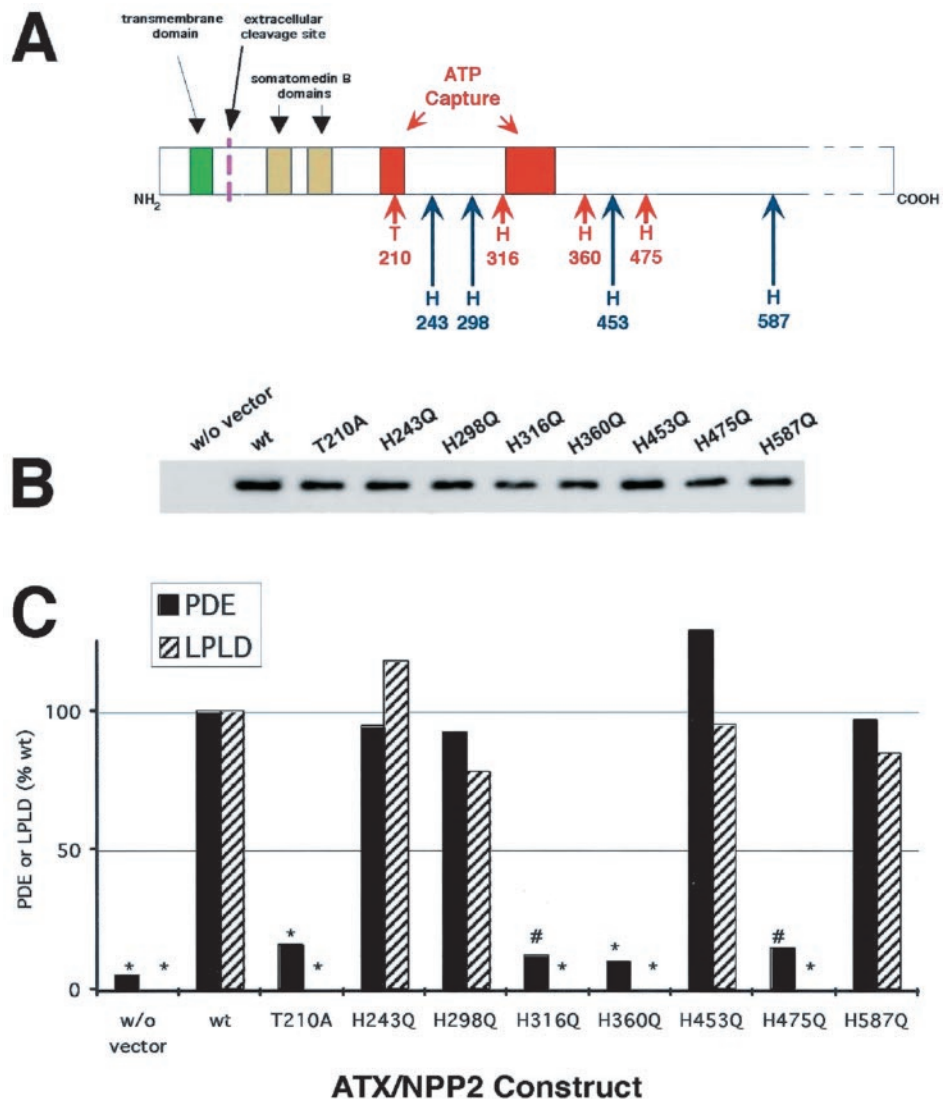 A
transmembrane
domain
extracellular
cleavage site
somatomedin B
domains
ATP
Capture
NH2
COOH
T
210
H
243
H
298
H
316
H
360
H
453
H
475
H
587
B
w/o vector
wt
T210A
H243Q
H298Q
H316Q
H360Q
H453Q
H475Q
H587Q
C
PDE
LPLD
PDE or LPLD (% wt)
100
50
0
* * * * # * * * # *
w/o
vector
wt
T210A
H243Q
H298Q
H316Q
H360Q
H453Q
H475Q
H587Q
ATX/NPP2 Construct